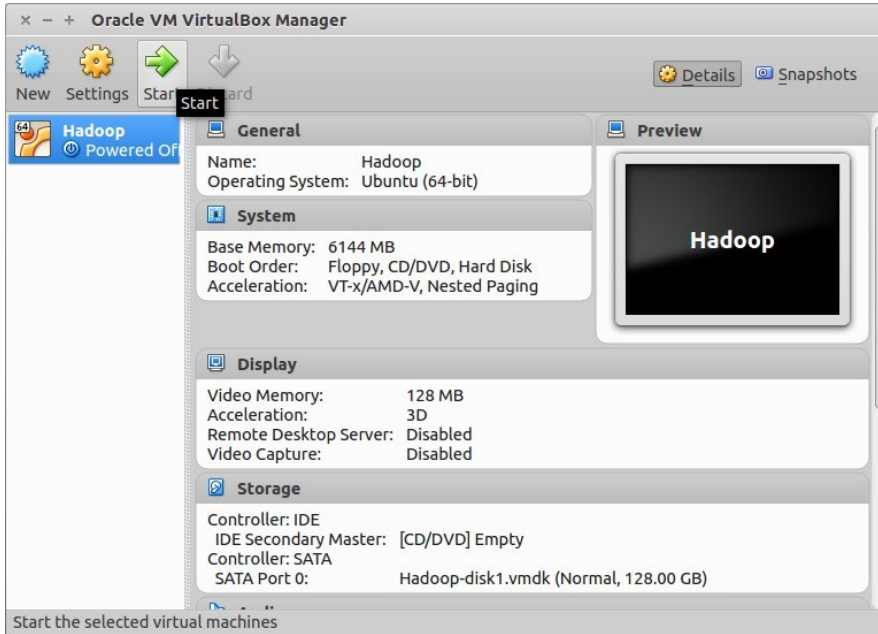 Oracle VM VirtualBox Manager
New Settings Start
Start
Details Snapshots
64
Hadoop
Powered Off
General
Name: Hadoop
Operating System: Ubuntu (64-bit)
System
Base Memory: 6144 MB
Boot Order: Floppy, CD/DVD, Hard Disk
Acceleration: VT-x/AMD-V, Nested Paging
Preview
Hadoop
Display
Video Memory: 128 MB
Acceleration: 3D
Remote Desktop Server: Disabled
Video Capture: Disabled
Storage
Controller: IDE
IDE Secondary Master: [CD/DVD] Empty
Controller: SATA
SATA Port 0: Hadoop-disk1.vmdk (Normal, 128.00 GB)
Start the selected virtual machines